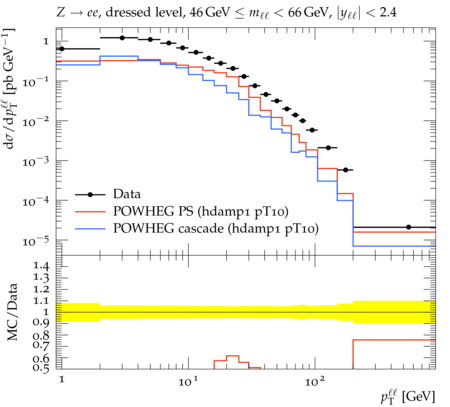 Z → ee, dressed level, 46 GeV ≤ mℓℓ < 66 GeV, |yℓℓ| < 2.4
dσ/dpTℓℓ [pb GeV⁻¹]
1
10⁻¹
10⁻²
10⁻³
10⁻⁴
10⁻⁵
Data
POWHEG PS (hdamp1 pT10)
POWHEG cascade (hdamp1 pT10)
MC/Data
1.4
1.3
1.2
1.1
1
0.9
0.8
0.7
0.6
0.5
1 10¹ 10²
pTℓℓ [GeV]